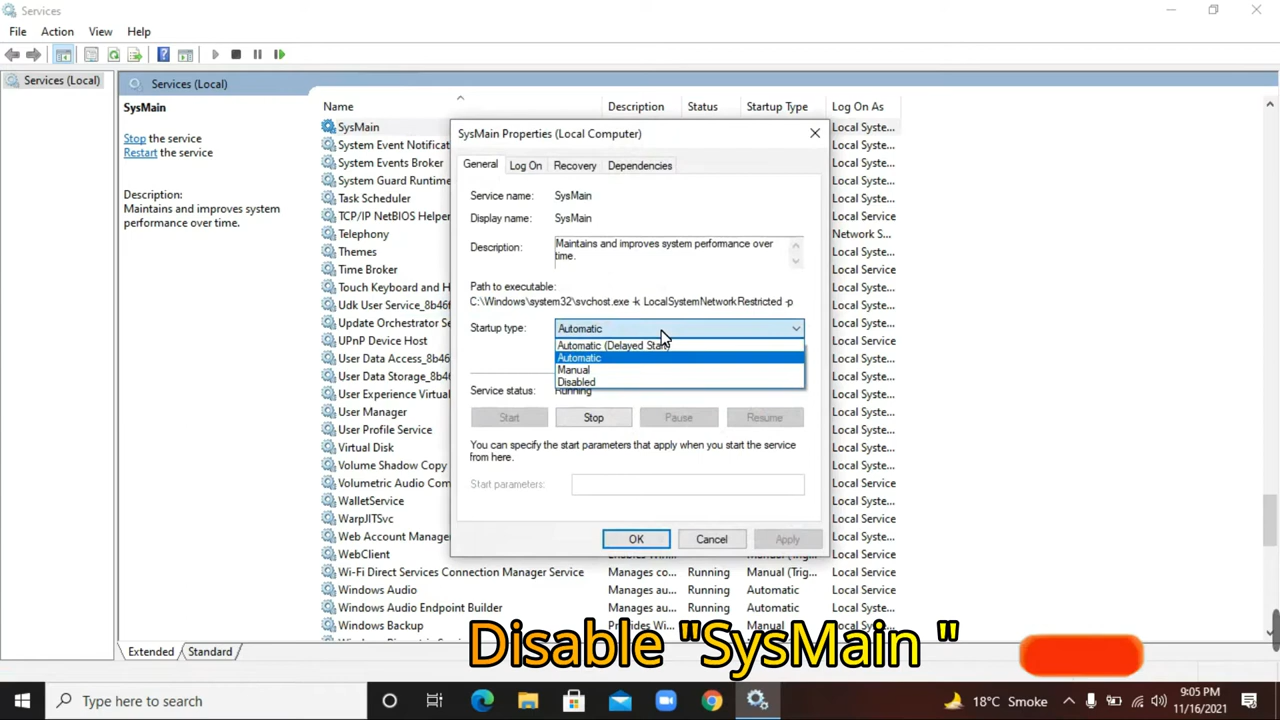 Services
File Action View Help
Services (Local)
Services (Local)
SysMain
Stop the service
Restart the service
Description:
Maintains and improves system
performance over time.
Name Description Status Startup Type Log On As
SysMain Local Syste...
System Event Notificat Local Syste...
System Events Broker Local Syste...
System Guard Runtime Local Syste...
Task Scheduler Local Syste...
TCP/IP NetBIOS Helper Local Service
Telephony Network S...
Themes Local Syste...
Time Broker Local Service
Touch Keyboard and H Local Syste...
Udk User Service_8b46f Local Syste...
Update Orchestrator Se Local Syste...
UPnP Device Host Local Service
User Data Access_8b46 Local Syste...
User Data Storage_8b46 Local Syste...
User Experience Virtual Local Syste...
User Manager Local Syste...
User Profile Service Local Syste...
Virtual Disk Local Syste...
Volume Shadow Copy Local Syste...
Volumetric Audio Com Local Service
WalletService Local Syste...
WarpJITSvc Local Service
Web Account Manager Local Syste...
WebClient Local Service
Wi-Fi Direct Services Connection Manager Service Manages co... Running Manual (Trig... Local Service
Windows Audio Manages au... Running Automatic Local Service
Windows Audio Endpoint Builder Manages au... Running Automatic Local Syste...
Windows Backup Provides Wi... Local Syste...
SysMain Properties (Local Computer)
General Log On Recovery Dependencies
Service name: SysMain
Display name: SysMain
Description: Maintains and improves system performance over
time.
Path to executable:
C:\Windows\system32\svchost.exe -k LocalSystemNetworkRestricted -p
Startup type: Automatic
Automatic (Delayed Start)
Automatic
Manual
Disabled
Service status: Running
Start Stop Pause Resume
You can specify the start parameters that apply when you start the service
from here.
Start parameters:
OK Cancel Apply
Extended Standard
Disable "SysMain "
Type here to search
18°C Smoke
9:05 PM
11/16/2021